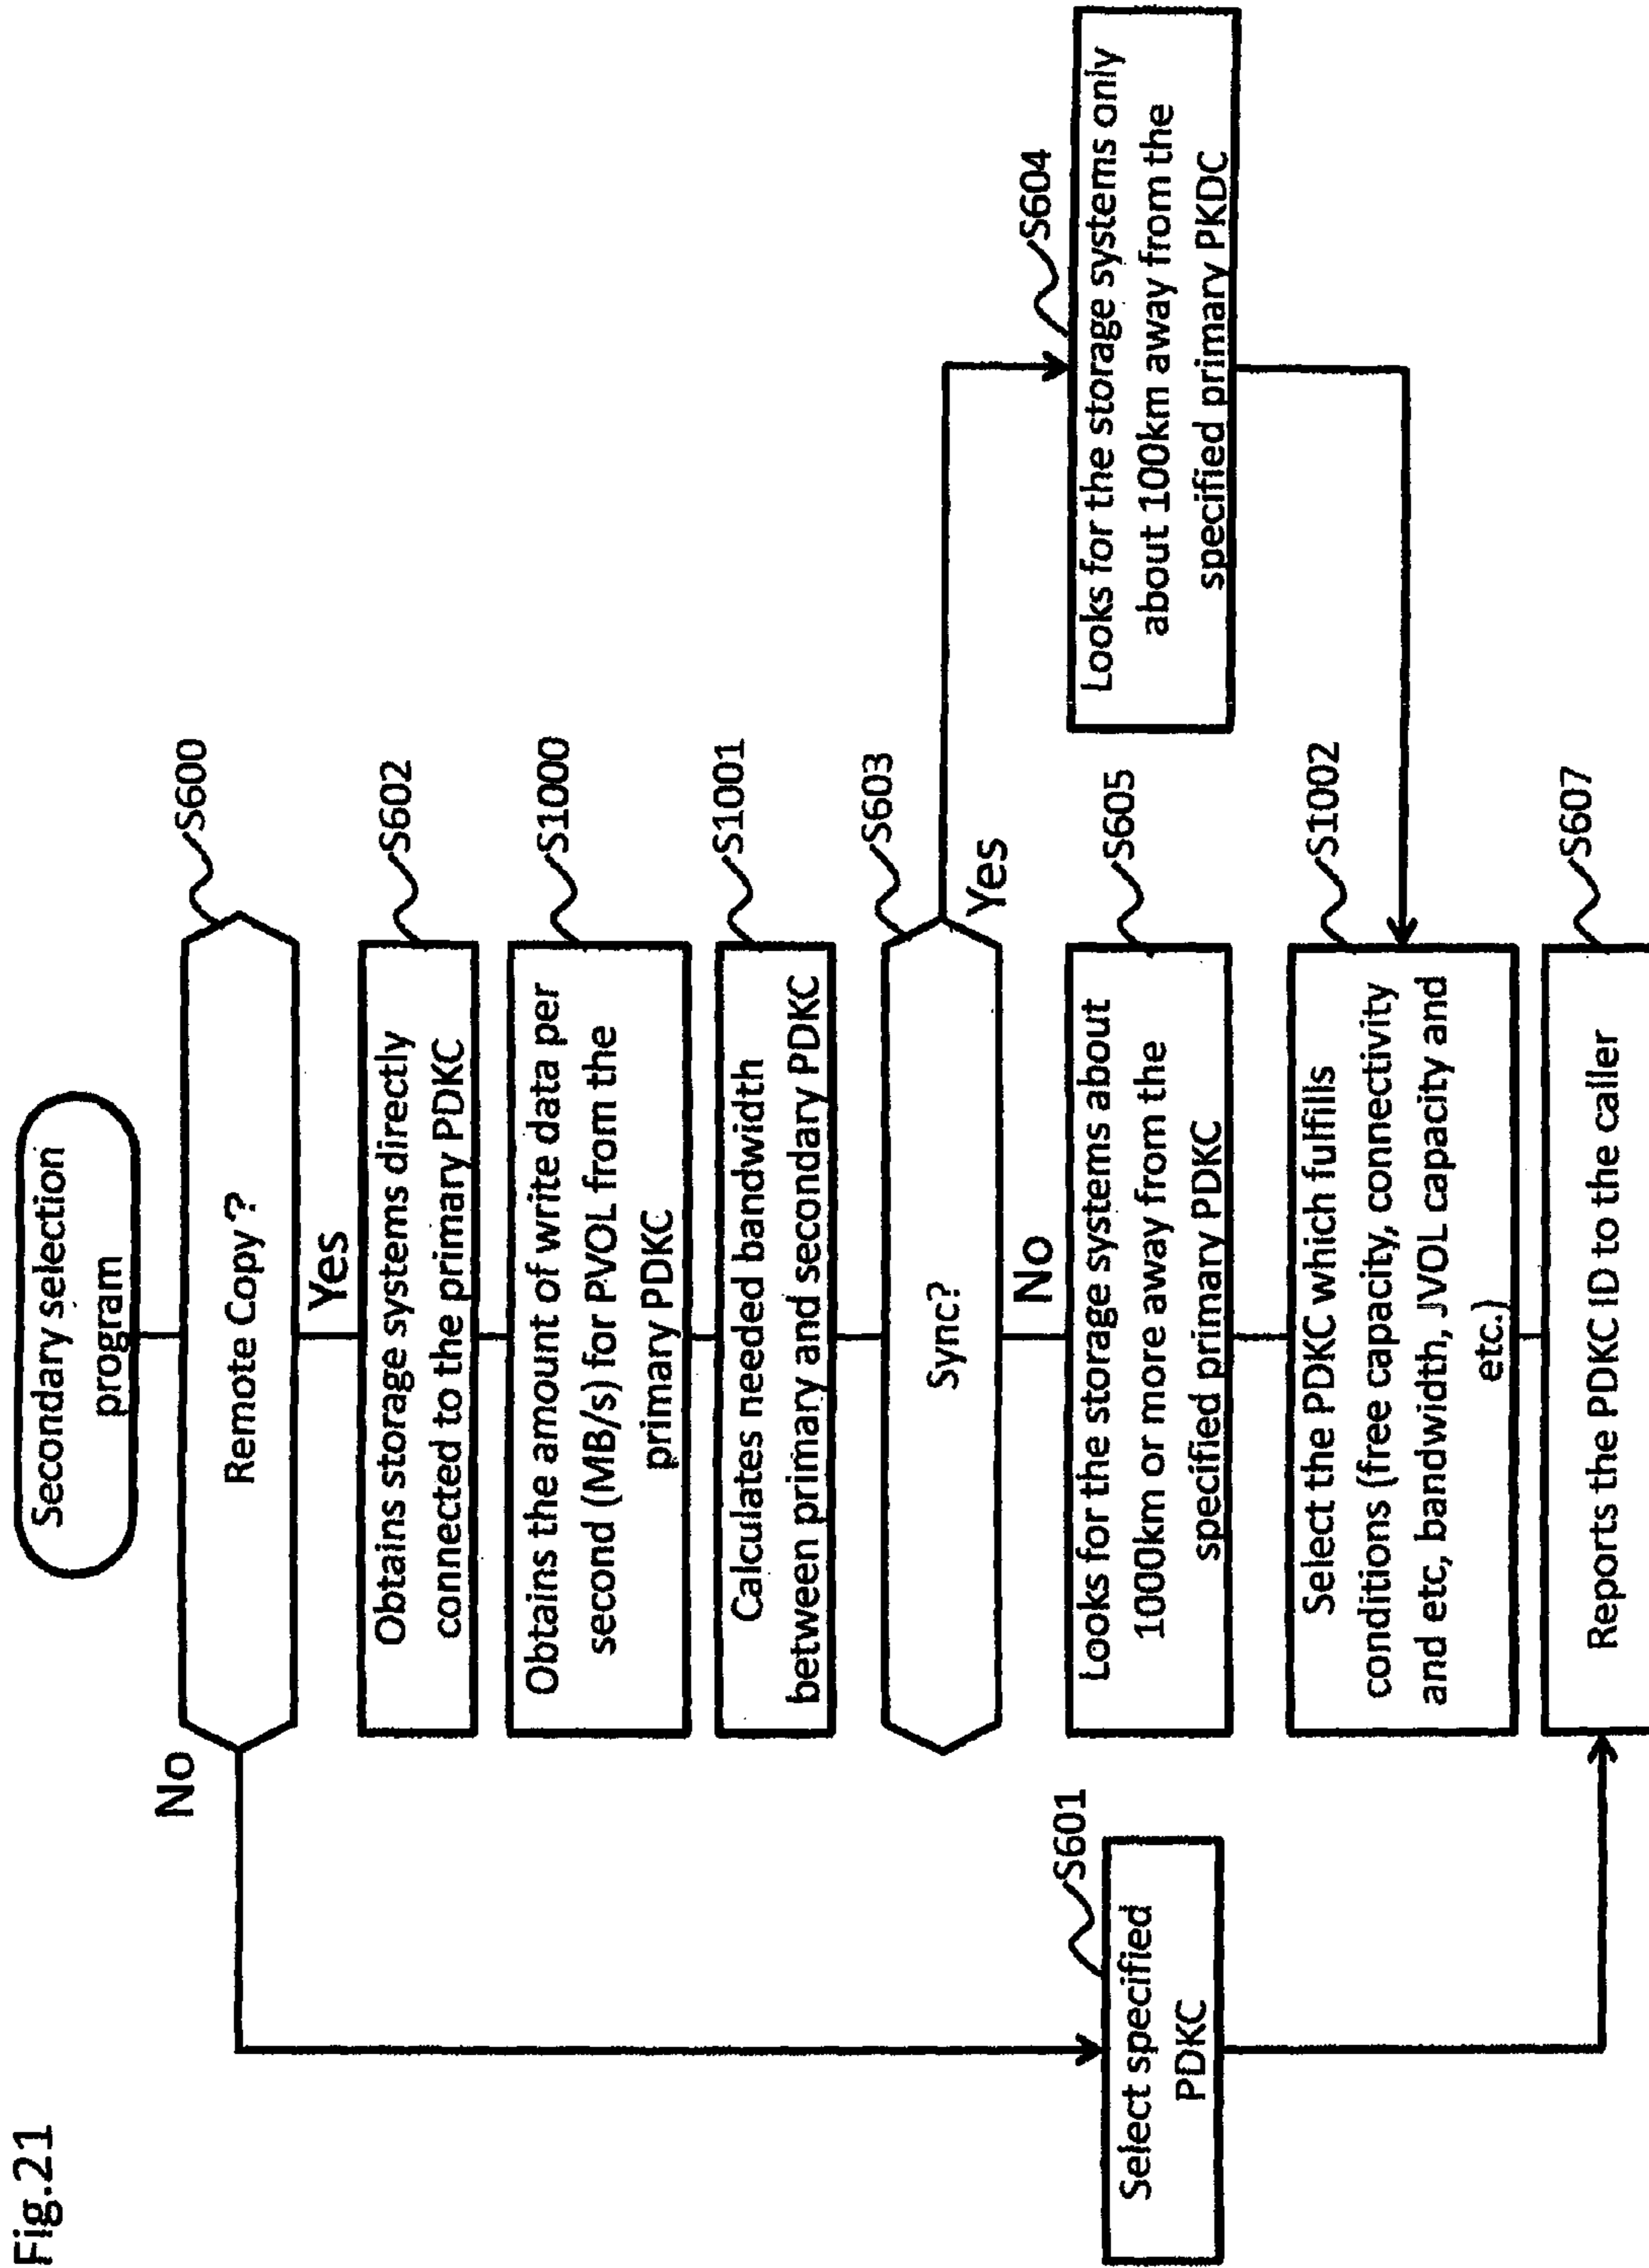 Fig.21
Secondary selection
program
S600
Remote Copy ?
No
Yes
S602
Obtains storage systems directly
connected to the primary PDKC
S1000
Obtains the amount of write data per
second (MB/s) for PVOL from the
primary PDKC
S1001
Calculates needed bandwidth
between primary and secondary PDKC
S603
Sync?
Yes
No
S601
Select specified
PDKC
S605
Looks for the storage systems about
1000km or more away from the
specified primary PDKC
S604
Looks for the storage systems only
about 100km away from the
specified primary PKDC
S1002
Select the PDKC which fulfills
conditions (free capacity, connectivity
and etc, bandwidth, JVOL capacity and
etc.)
S607
Reports the PDKC ID to the caller